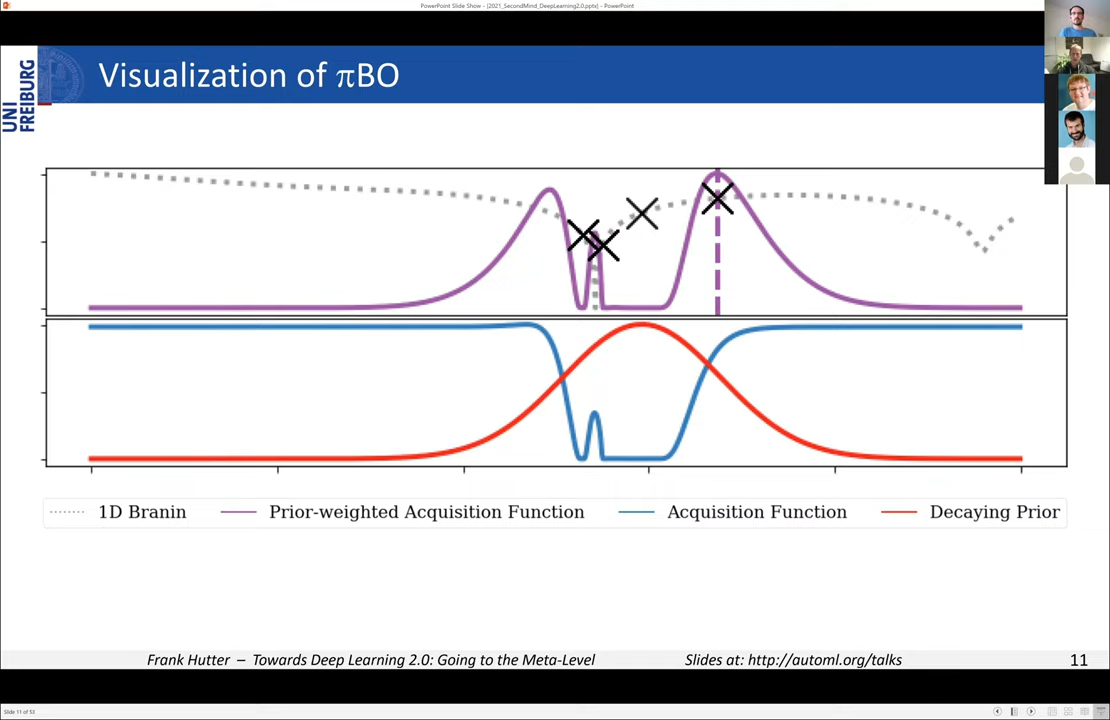 PowerPoint Slide Show - [2021_SecondMind_DeepLearning2.0.pptx] - PowerPoint
UNI
FREIBURG
Visualization of πBO
1D Branin
Prior-weighted Acquisition Function
Acquisition Function
Decaying Prior
Frank Hutter – Towards Deep Learning 2.0: Going to the Meta-Level
Slides at: http://automl.org/talks
11
Slide 11 of 53